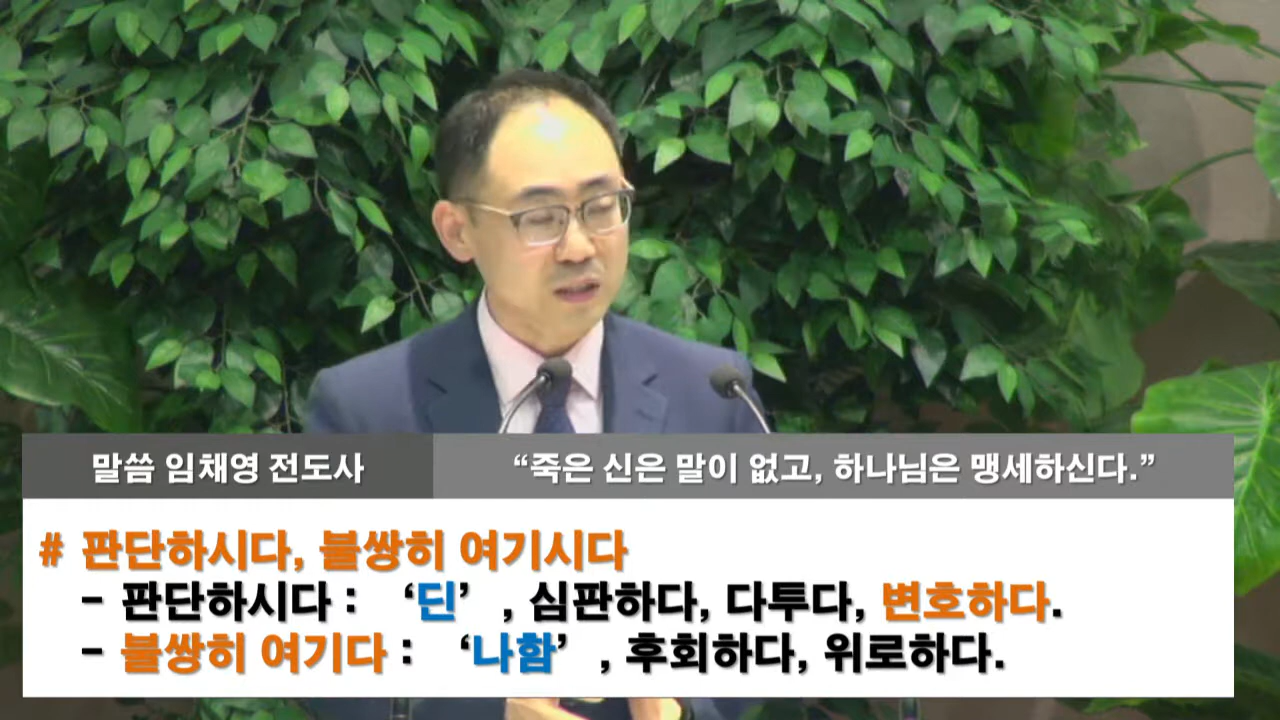 말씀 임채영 전도사
“죽은 신은 말이 없고, 하나님은 맹세하신다.”
# 판단하시다, 불쌍히 여기시다
- 판단하시다 : ‘딘’ , 심판하다, 다투다, 변호하다.
- 불쌍히 여기다 : ‘나함’ , 후회하다, 위로하다.